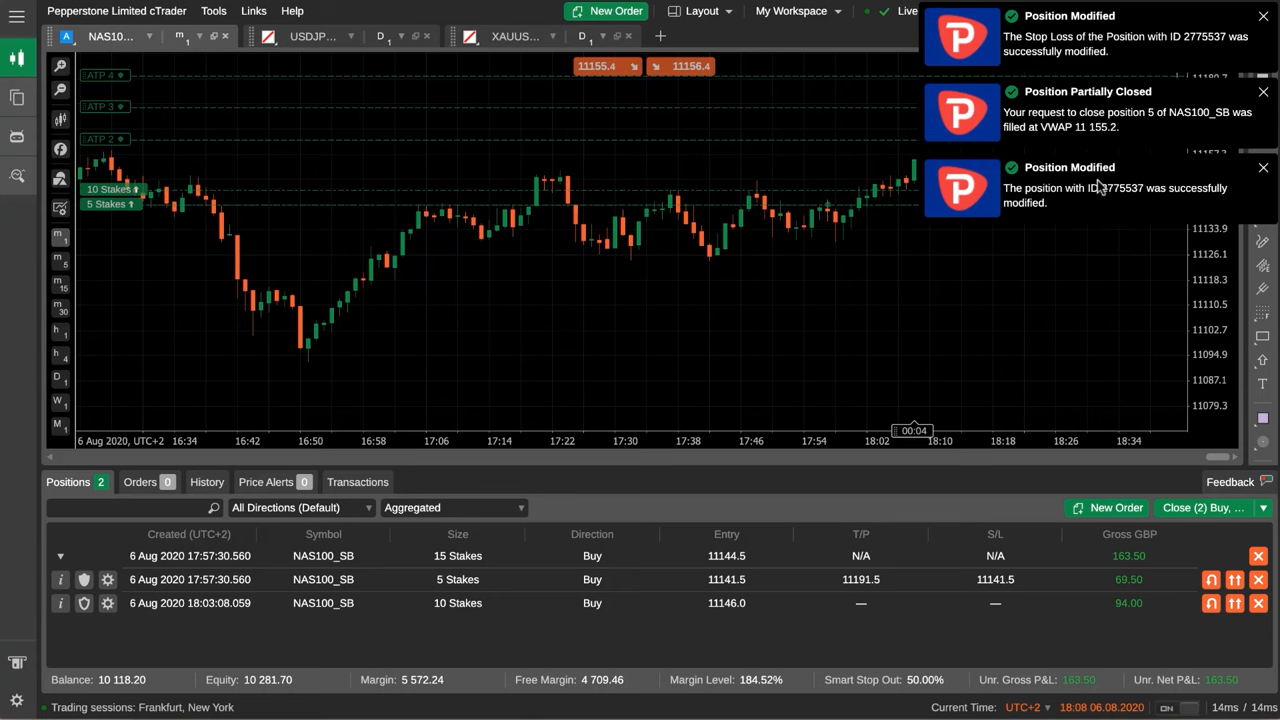 Pepperstone Limited cTrader Tools Links Help New Order Layout My Workspace Live
A NAS10... m1 USDJP... D1 XAUUS... D1
11155.4 11156.4
ATP 4
ATP 3
ATP 2
10 Stakes
5 Stakes
Position Modified
The Stop Loss of the Position with ID 2775537 was
successfully modified.
Position Partially Closed
Your request to close position 5 of NAS100_SB was
filled at VWAP 11 155.2.
Position Modified
The position with ID 2775537 was successfully
modified.
11133.9
11126.1
11118.3
11110.5
11102.7
11094.9
11087.1
11079.3
m1
m5
m15
m30
h1
h4
D1
W1
M1
T
00:04
6 Aug 2020, UTC+2 16:34 16:42 16:50 16:58 17:06 17:14 17:22 17:30 17:38 17:46 17:54 18:02 18:10 18:18 18:26 18:34
Positions 2 Orders 0 History Price Alerts 0 Transactions Feedback
All Directions (Default) Aggregated New Order Close (2) Buy, ...
Created (UTC+2) Symbol Size Direction Entry T/P S/L Gross GBP
6 Aug 2020 17:57:30.560 NAS100_SB 15 Stakes Buy 11144.5 N/A N/A 163.50
6 Aug 2020 17:57:30.560 NAS100_SB 5 Stakes Buy 11141.5 11191.5 11141.5 69.50
6 Aug 2020 18:03:08.059 NAS100_SB 10 Stakes Buy 11146.0 — — 94.00
Balance: 10 118.20 Equity: 10 281.70 Margin: 5 572.24 Free Margin: 4 709.46 Margin Level: 184.52% Smart Stop Out: 50.00% Unr. Gross P&L: 163.50 Unr. Net P&L: 163.50
Trading sessions: Frankfurt, New York Current Time: UTC+2 18:08 06.08.2020 ON 14ms / 14ms